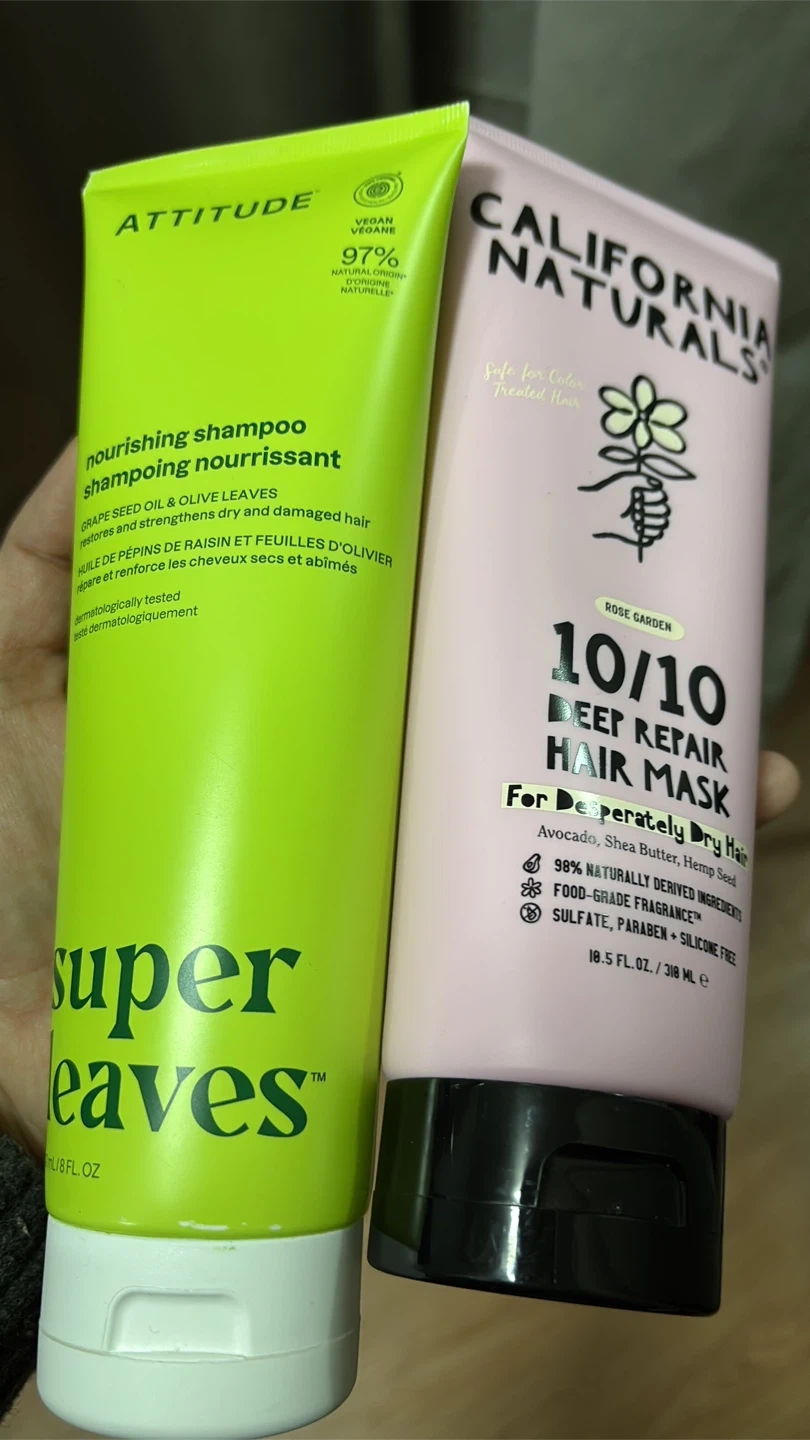 ATTITUDE
VEGAN
VÉGANE
97%
NATURAL ORIGIN*
D'ORIGINE
NATURELLE*
nourishing shampoo
shampoing nourrissant
GRAPE SEED OIL & OLIVE LEAVES
restores and strengthens dry and damaged hair
HUILE DE PÉPINS DE RAISIN ET FEUILLES D'OLIVIER
répare et renforce les cheveux secs et abîmés
dermatologically tested
testé dermatologiquement
super
leaves™
mL/8 FL. OZ
CALIFORNIA
NATURALS®
Safe for Color
Treated Hair
ROSE GARDEN
10/10
DEEP REPAIR
HAIR MASK
For Desperately Dry Hair
Avocado, Shea Butter, Hemp Seed
98% NATURALLY DERIVED INGREDIENTS
FOOD-GRADE FRAGRANCE™
SULFATE, PARABEN + SILICONE FREE
10.5 FL.OZ. / 310 ML ℮